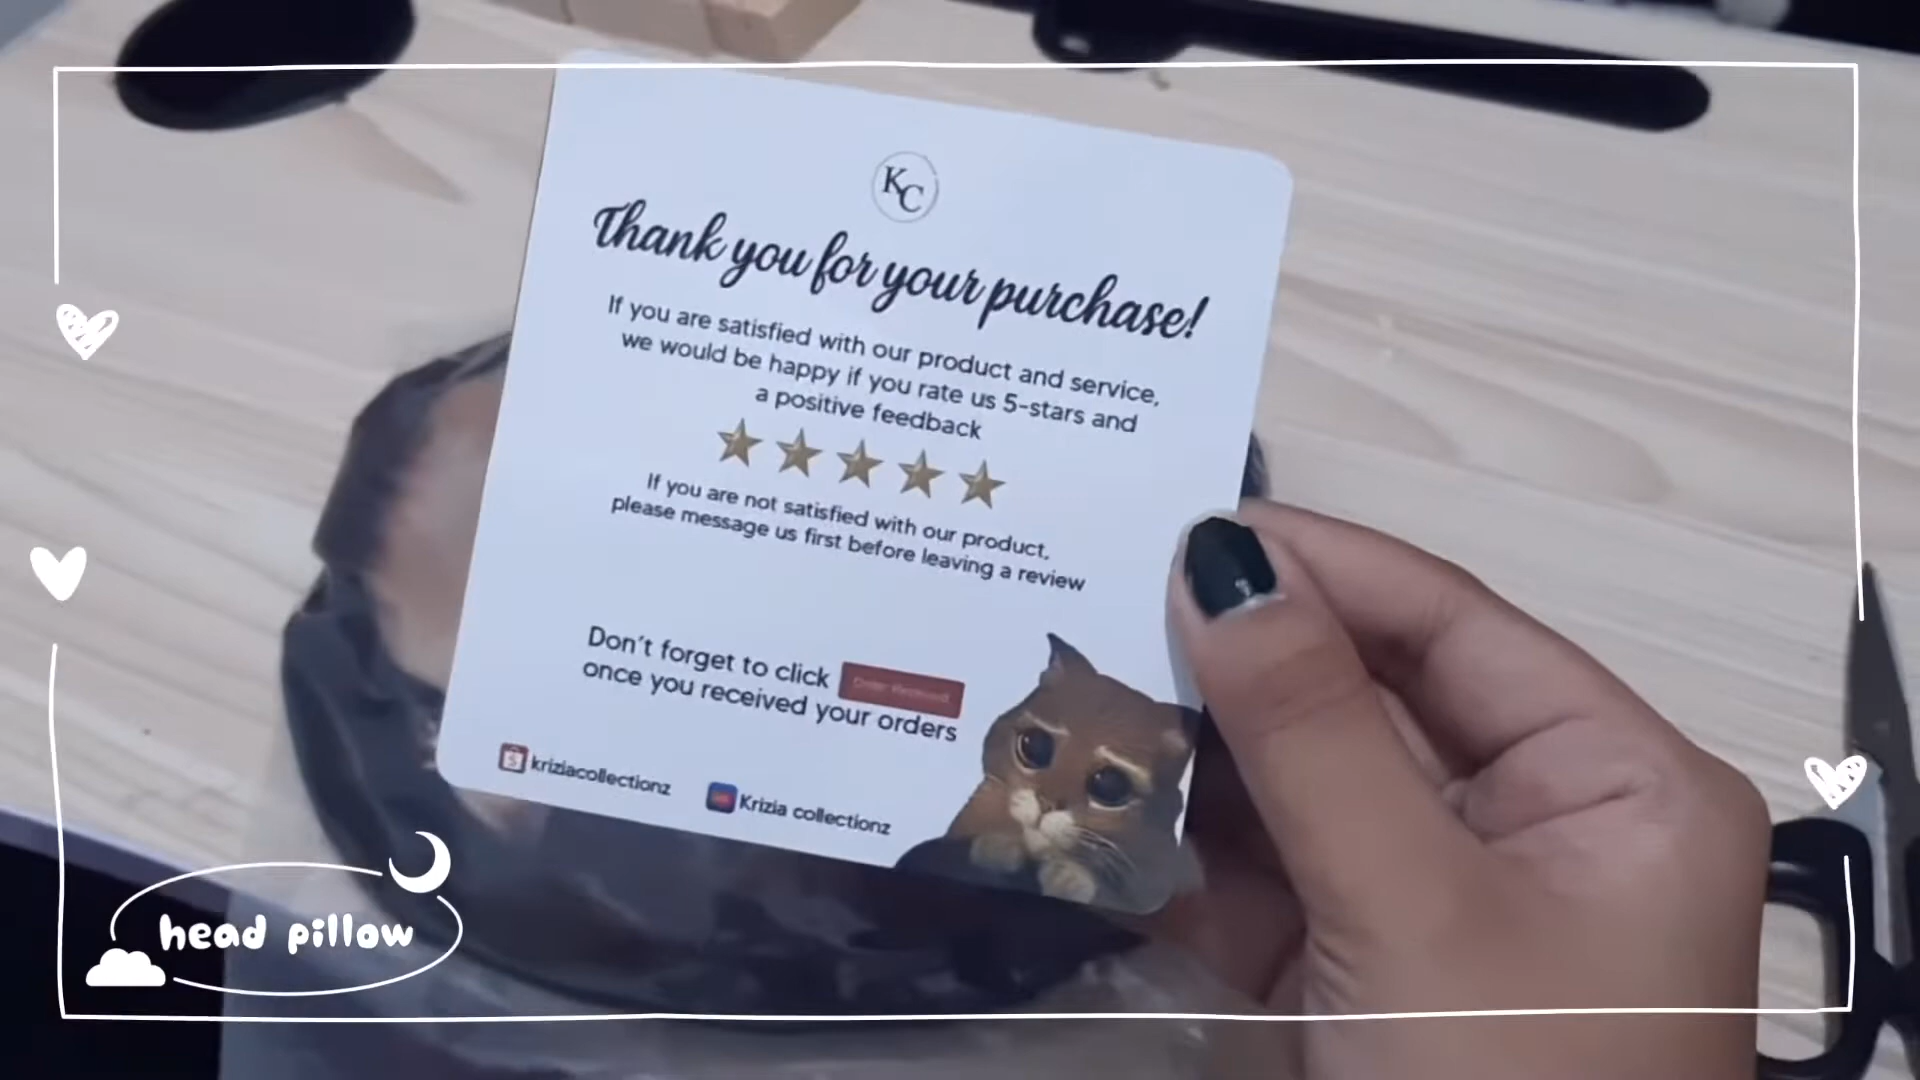 KC
Thank you for your purchase!
If you are satisfied with our product and service,
we would be happy if you rate us 5-stars and
a positive feedback
If you are not satisfied with our product,
please message us first before leaving a review
Don't forget to click Order Received
once you received your orders
kriziacollectionz
Krizia collectionz
head pillow